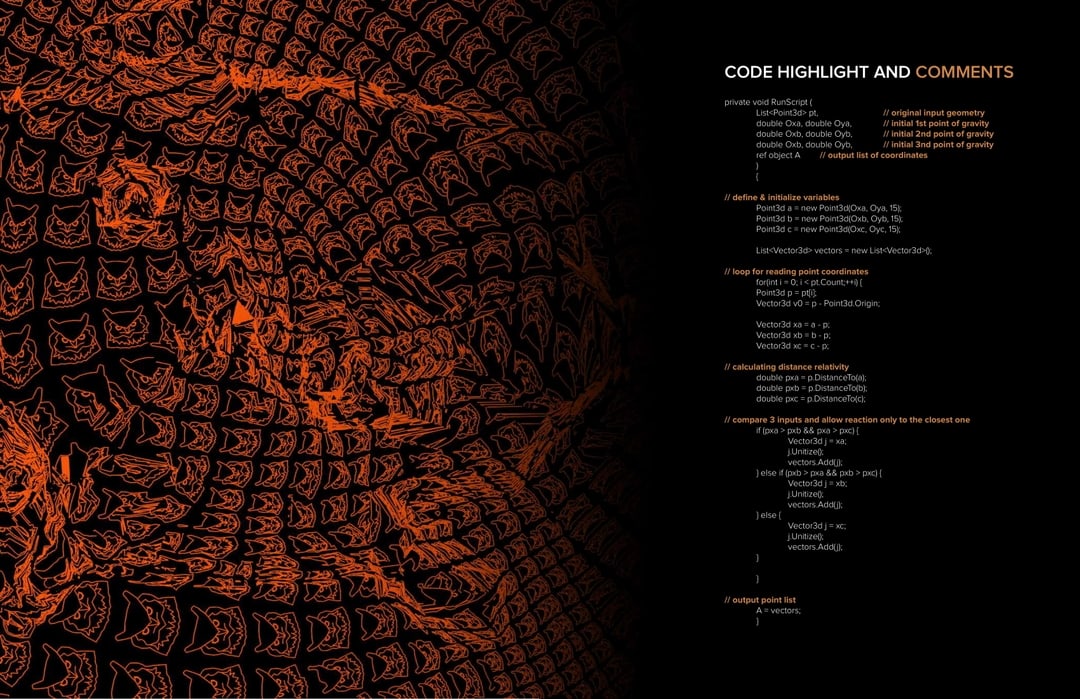 CODE HIGHLIGHT AND COMMENTS
private void RunScript (
List<Point3d> pt, // original input geometry
double Oxa, double Oya, // initial 1st point of gravity
double Oxb, double Oyb, // initial 2nd point of gravity
double Oxb, double Oyb, // initial 3nd point of gravity
ref object A // output list of coordinates
}
{
// define & initialize variables
Point3d a = new Point3d(Oxa, Oya, 15);
Point3d b = new Point3d(Oxb, Oyb, 15);
Point3d c = new Point3d(Oxc, Oyc, 15);
List<Vector3d> vectors = new List<Vector3d>();
// loop for reading point coordinates
for(int i = 0; i < pt.Count;++i) {
Point3d p = pt[i];
Vector3d v0 = p - Point3d.Origin;
Vector3d xa = a - p;
Vector3d xb = b - p;
Vector3d xc = c - p;
// calculating distance relativity
double pxa = p.DistanceTo(a);
double pxb = p.DistanceTo(b);
double pxc = p.DistanceTo(c);
// compare 3 inputs and allow reaction only to the closest one
if (pxa > pxb && pxa > pxc) {
Vector3d j = xa;
j.Unitize();
vectors.Add(j);
} else if (pxb > pxa && pxb > pxc) {
Vector3d j = xb;
j.Unitize();
vectors.Add(j);
} else {
Vector3d j = xc;
j.Unitize();
vectors.Add(j);
}
}
// output point list
A = vectors;
}